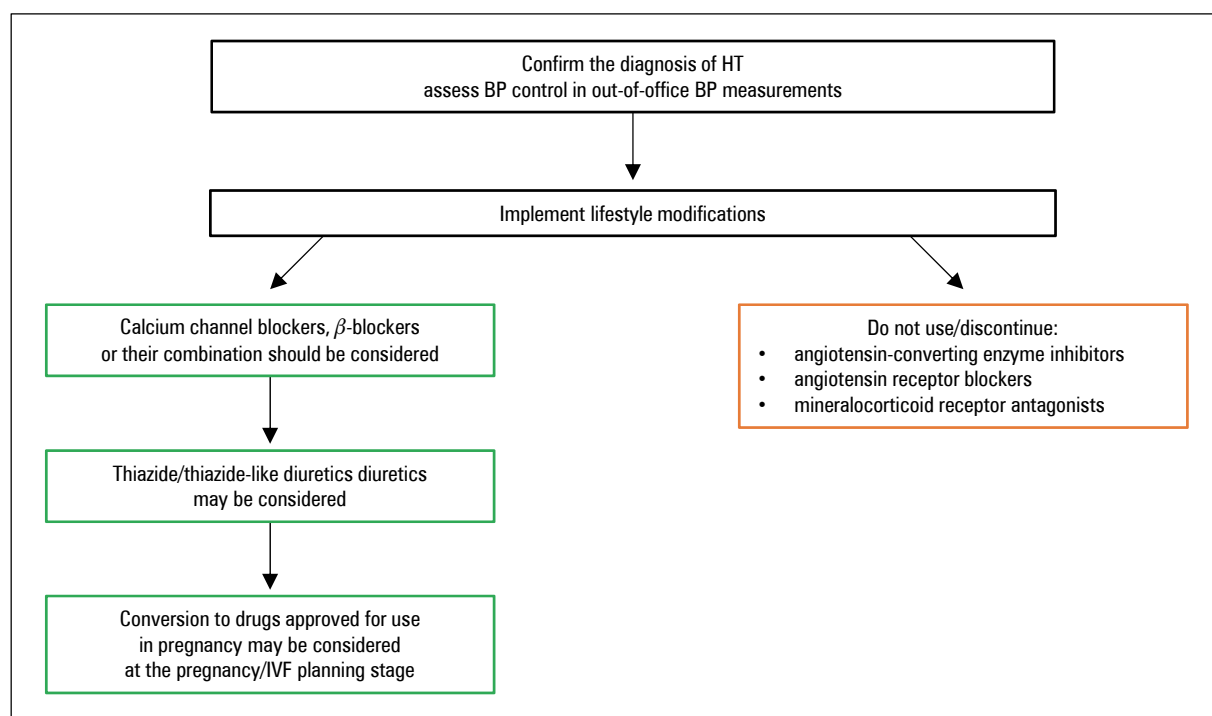 Confirm the diagnosis of HT
assess BP control in out-of-office BP measurements
Implement lifestyle modifications
Calcium channel blockers, β-blockers
or their combination should be considered
Do not use/discontinue:
• angiotensin-converting enzyme inhibitors
• angiotensin receptor blockers
• mineralocorticoid receptor antagonists
Thiazide/thiazide-like diuretics diuretics
may be considered
Conversion to drugs approved for use
in pregnancy may be considered
at the pregnancy/IVF planning stage